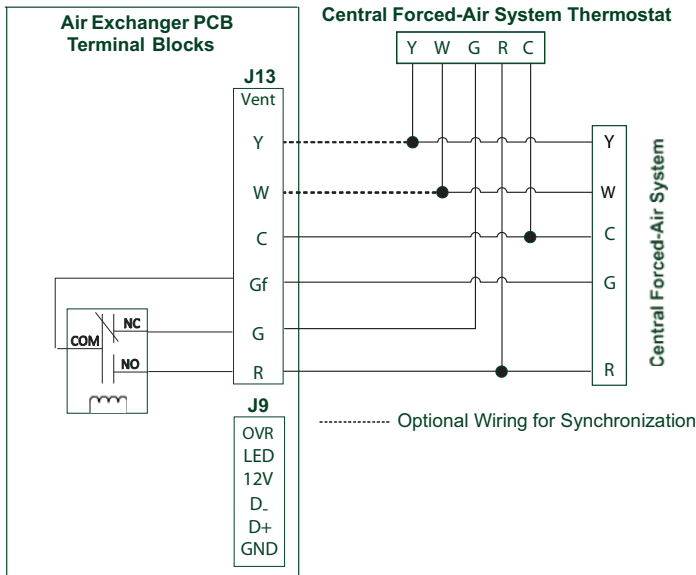 Air Exchanger PCB
Terminal Blocks
Central Forced-Air System Thermostat
Y W G R C
J13
Vent
Y
W
C
Gf
G
R
NC
COM
NO
J9
OVR
LED
12V
D_
D+
GND
Y
W
C
G
R
Central Forced-Air System
Optional Wiring for Synchronization